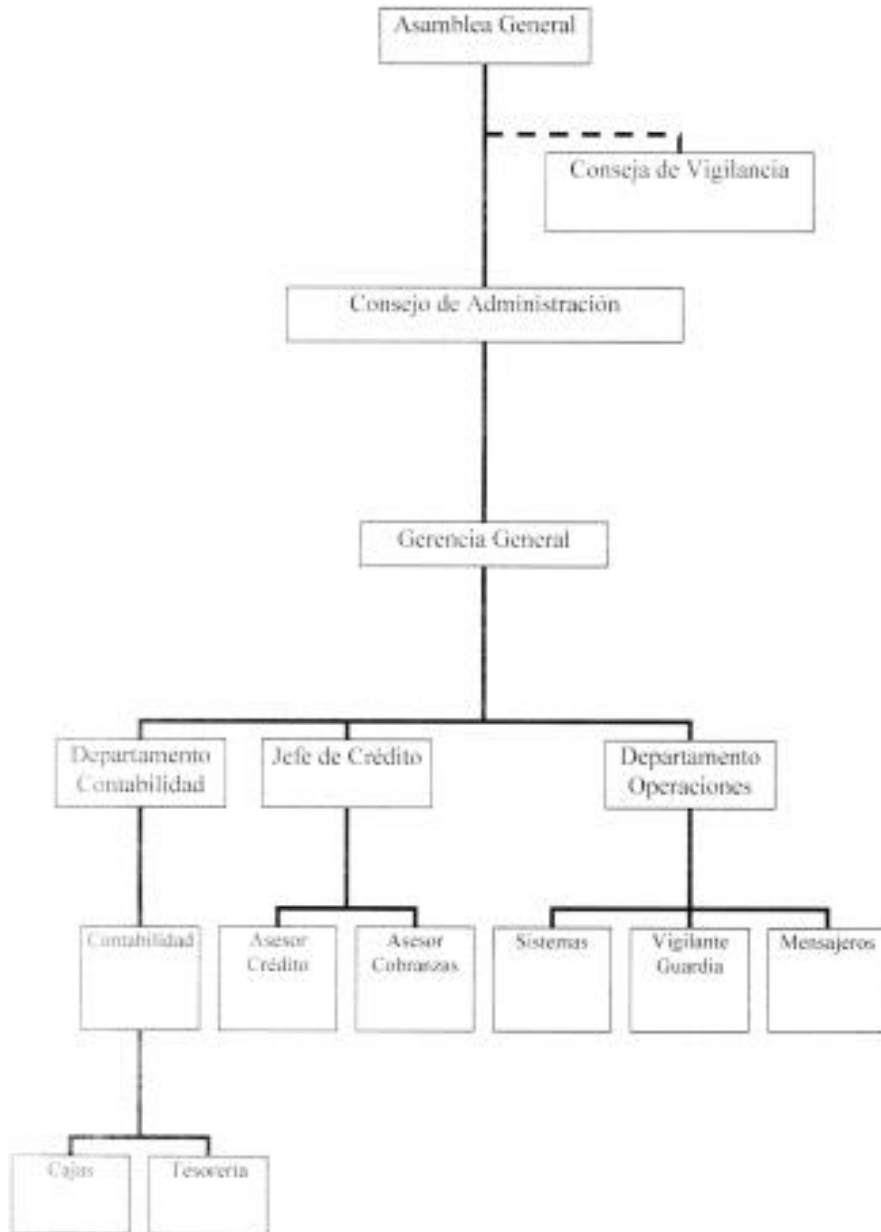 Asamblea General
Conseja de Vigilancia
Consejo de Administración
Gerencia General
Departamento
Contabilidad
Jefe de Crédito
Departamento
Operaciones
Contabilidad
Asesor
Crédito
Asesor
Cobranzas
Sistemas
Vigilante
Guardia
Mensajeros
Cajas
Tesorería